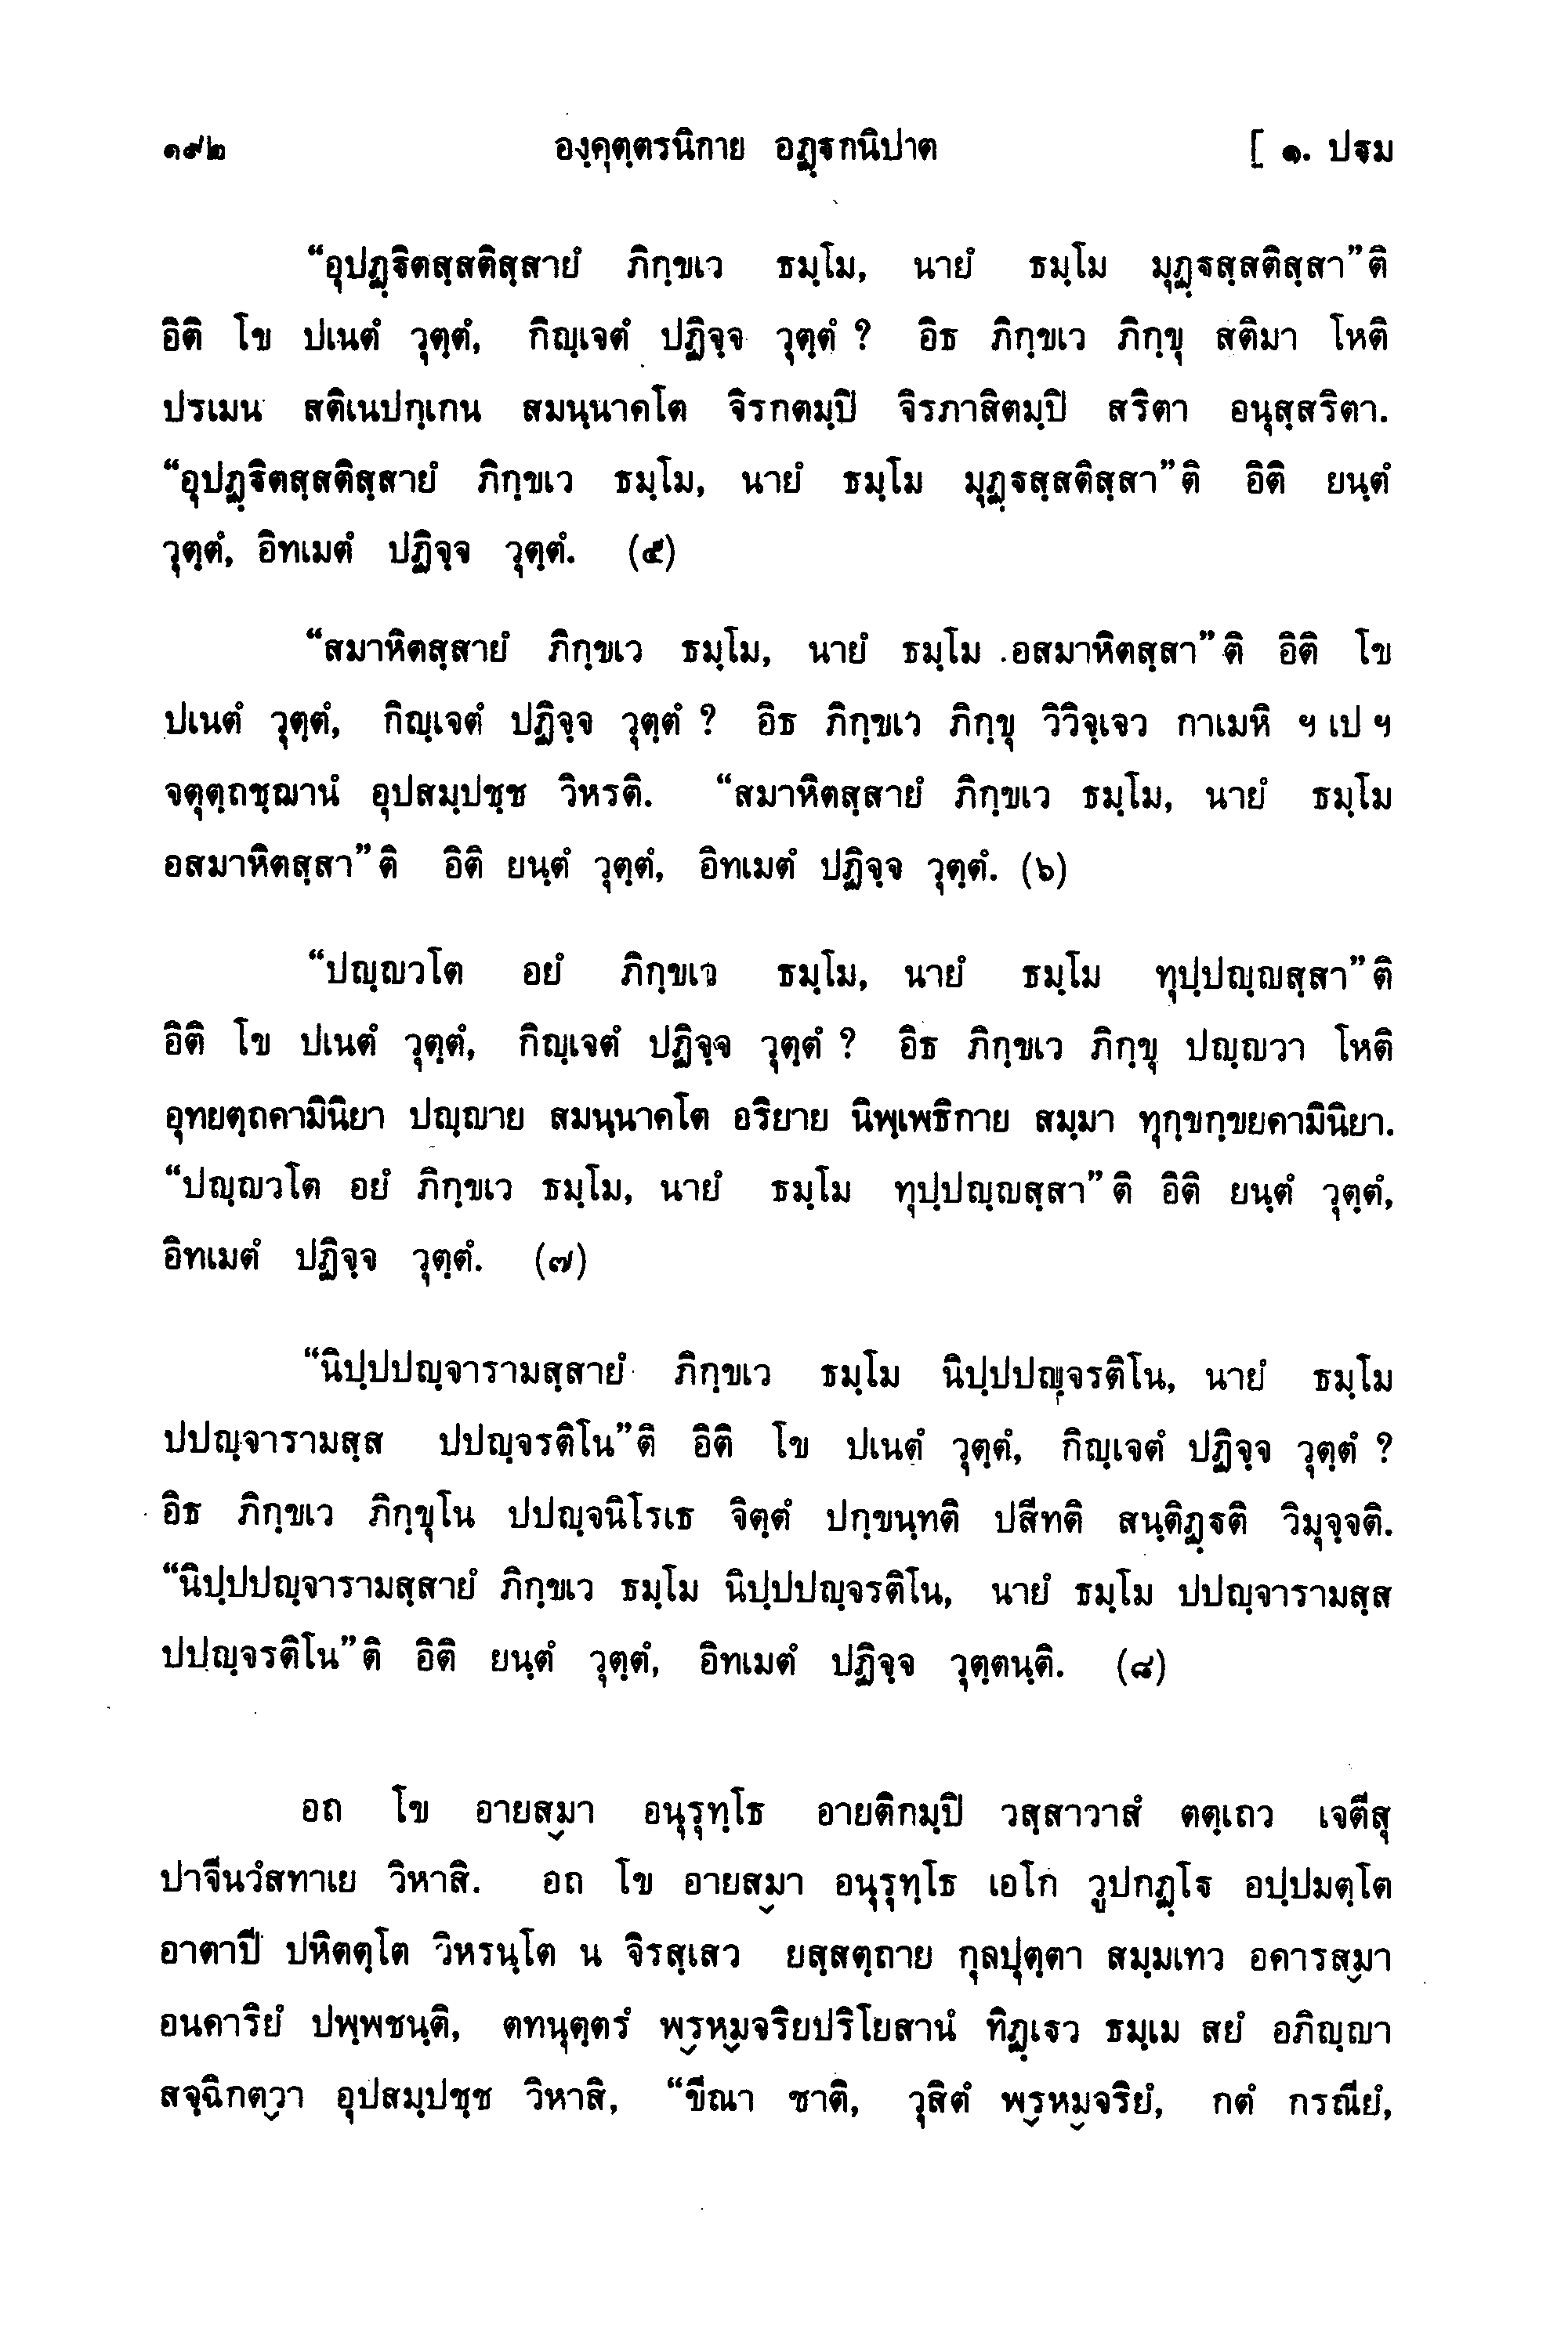 ๑๙๒ องฺคุตฺตรนิกาย อฏฺฐกนิปาต [ ๑. ปฐม
“อุปฏฺฐิตสฺสติสฺสายํ ภิกฺขเว ธมฺโม, นายํ ธมฺโม มุฏฺฐสฺสติสฺสา”ติ
อิติ โข ปเนตํ วุตฺตํ, กิญฺเจตํ ปฏิจฺจ วุตฺตํ ? อิธ ภิกฺขเว ภิกฺขุ สติมา โหติ
ปรเมน สติเนปกฺเกน สมนฺนาคโต จิรกตมฺปิ จิรภาสิตมฺปิ สริตา อนุสฺสริตา.
“อุปฏฺฐิตสฺสติสฺสายํ ภิกฺขเว ธมฺโม, นายํ ธมฺโม มุฏฺฐสฺสติสฺสา”ติ อิติ ยนฺตํ
วุตฺตํ, อิทเมตํ ปฏิจฺจ วุตฺตํ. (๕)
“สมาหิตสฺสายํ ภิกฺขเว ธมฺโม, นายํ ธมฺโม อสมาหิตสฺสา”ติ อิติ โข
ปเนตํ วุตฺตํ, กิญฺเจตํ ปฏิจฺจ วุตฺตํ ? อิธ ภิกฺขเว ภิกฺขุ วิวิจฺเจว กาเมหิ ฯ เป ฯ
จตุตฺถชฺฌานํ อุปสมฺปชฺช วิหรติ. “สมาหิตสฺสายํ ภิกฺขเว ธมฺโม, นายํ ธมฺโม
อสมาหิตสฺสา”ติ อิติ ยนฺตํ วุตฺตํ, อิทเมตํ ปฏิจฺจ วุตฺตํ. (๖)
“ปญฺญวโต อยํ ภิกฺขเว ธมฺโม, นายํ ธมฺโม ทุปฺปญฺญสฺสา”ติ
อิติ โข ปเนตํ วุตฺตํ, กิญฺเจตํ ปฏิจฺจ วุตฺตํ ? อิธ ภิกฺขเว ภิกฺขุ ปญฺญวา โหติ
อุทยตฺถคามินิยา ปญฺญาย สมนฺนาคโต อริยาย นิพฺเพธิกาย สมฺมา ทุกฺขกฺขยคามินิยา.
“ปญฺญวโต อยํ ภิกฺขเว ธมฺโม, นายํ ธมฺโม ทุปฺปญฺญสฺสา”ติ อิติ ยนฺตํ วุตฺตํ,
อิทเมตํ ปฏิจฺจ วุตฺตํ. (๗)
“นิปฺปปญฺจารามสฺสายํ ภิกฺขเว ธมฺโม นิปฺปปญฺจรติโน, นายํ ธมฺโม
ปปญฺจารามสฺส ปปญฺจรติโน”ติ อิติ โข ปเนตํ วุตฺตํ, กิญฺเจตํ ปฏิจฺจ วุตฺตํ ?
อิธ ภิกฺขเว ภิกฺขุโน ปปญฺจนิโรเธ จิตฺตํ ปกฺขนฺทติ ปสีทติ สนฺติฏฺฐติ วิมุจฺจติ.
“นิปฺปปญฺจารามสฺสายํ ภิกฺขเว ธมฺโม นิปฺปปญฺจรติโน, นายํ ธมฺโม ปปญฺจารามสฺส
ปปญฺจรติโน”ติ อิติ ยนฺตํ วุตฺตํ, อิทเมตํ ปฏิจฺจ วุตฺตนฺติ. (๘)
อถ โข อายสฺมา อนุรุทฺโธ อายติกมฺปิ วสฺสาวาสํ ตตฺเถว เจตีสุ
ปาจีนวํสทาเย วิหาสิ. อถ โข อายสฺมา อนุรุทฺโธ เอโก วูปกฏฺโฐ อปฺปมตฺโต
อาตาปี ปหิตตฺโต วิหรนฺโต น จิรสฺเสว ยสฺสตฺถาย กุลปุตฺตา สมฺมเทว อคารสฺมา
อนคาริยํ ปพฺพชนฺติ, ตทนุตฺตรํ พฺรหฺมจริยปริโยสานํ ทิฏฺเฐว ธมฺเม สยํ อภิญฺญา
สจฺฉิกตฺวา อุปสมฺปชฺช วิหาสิ, “ขีณา ชาติ, วุสิตํ พฺรหฺมจริยํ, กตํ กรณียํ,